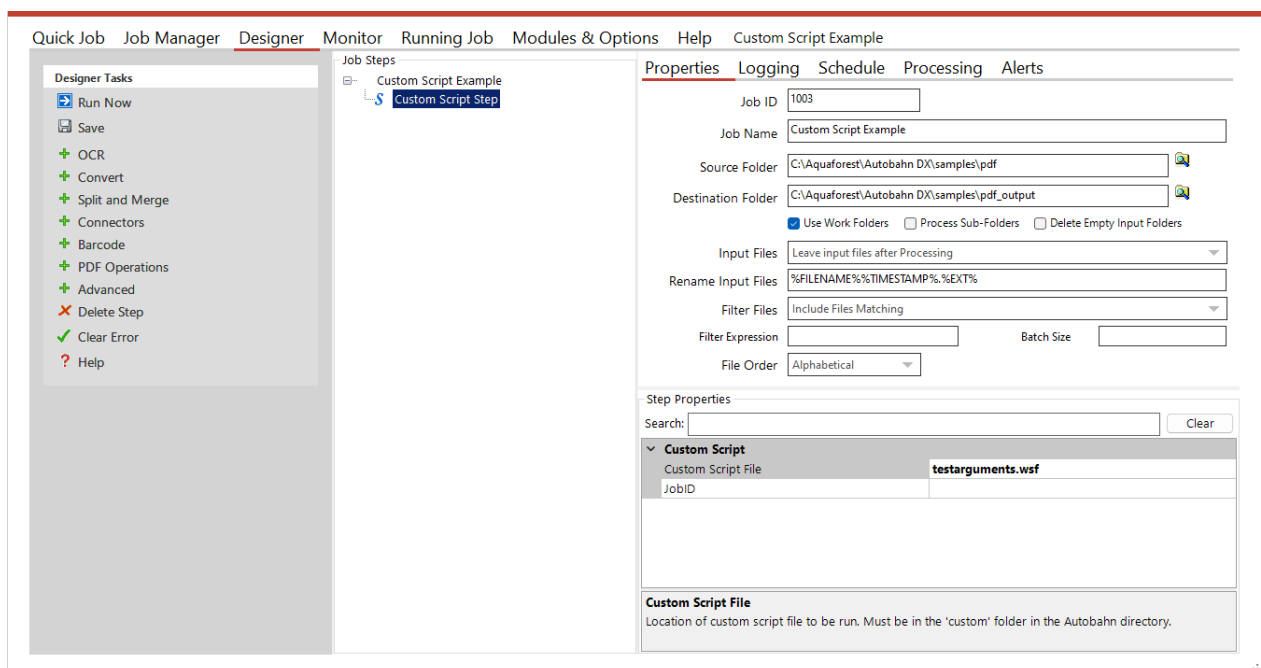 Quick Job Job Manager Designer Monitor Running Job Modules & Options Help Custom Script Example
Designer Tasks
Run Now
Save
OCR
Convert
Split and Merge
Connectors
Barcode
PDF Operations
Advanced
Delete Step
Clear Error
Help
Job Steps
Custom Script Example
Custom Script Step
Properties Logging Schedule Processing Alerts
Job ID 1003
Job Name Custom Script Example
Source Folder C:\Aquaforest\Autobahn DX\samples\pdf
Destination Folder C:\Aquaforest\Autobahn DX\samples\pdf_output
Use Work Folders Process Sub-Folders Delete Empty Input Folders
Input Files Leave input files after Processing
Rename Input Files %FILENAME%%TIMESTAMP%.%EXT%
Filter Files Include Files Matching
Filter Expression Batch Size
File Order Alphabetical
Step Properties
Search: Clear
Custom Script
Custom Script File testarguments.wsf
JobID
Custom Script File
Location of custom script file to be run. Must be in the 'custom' folder in the Autobahn directory.